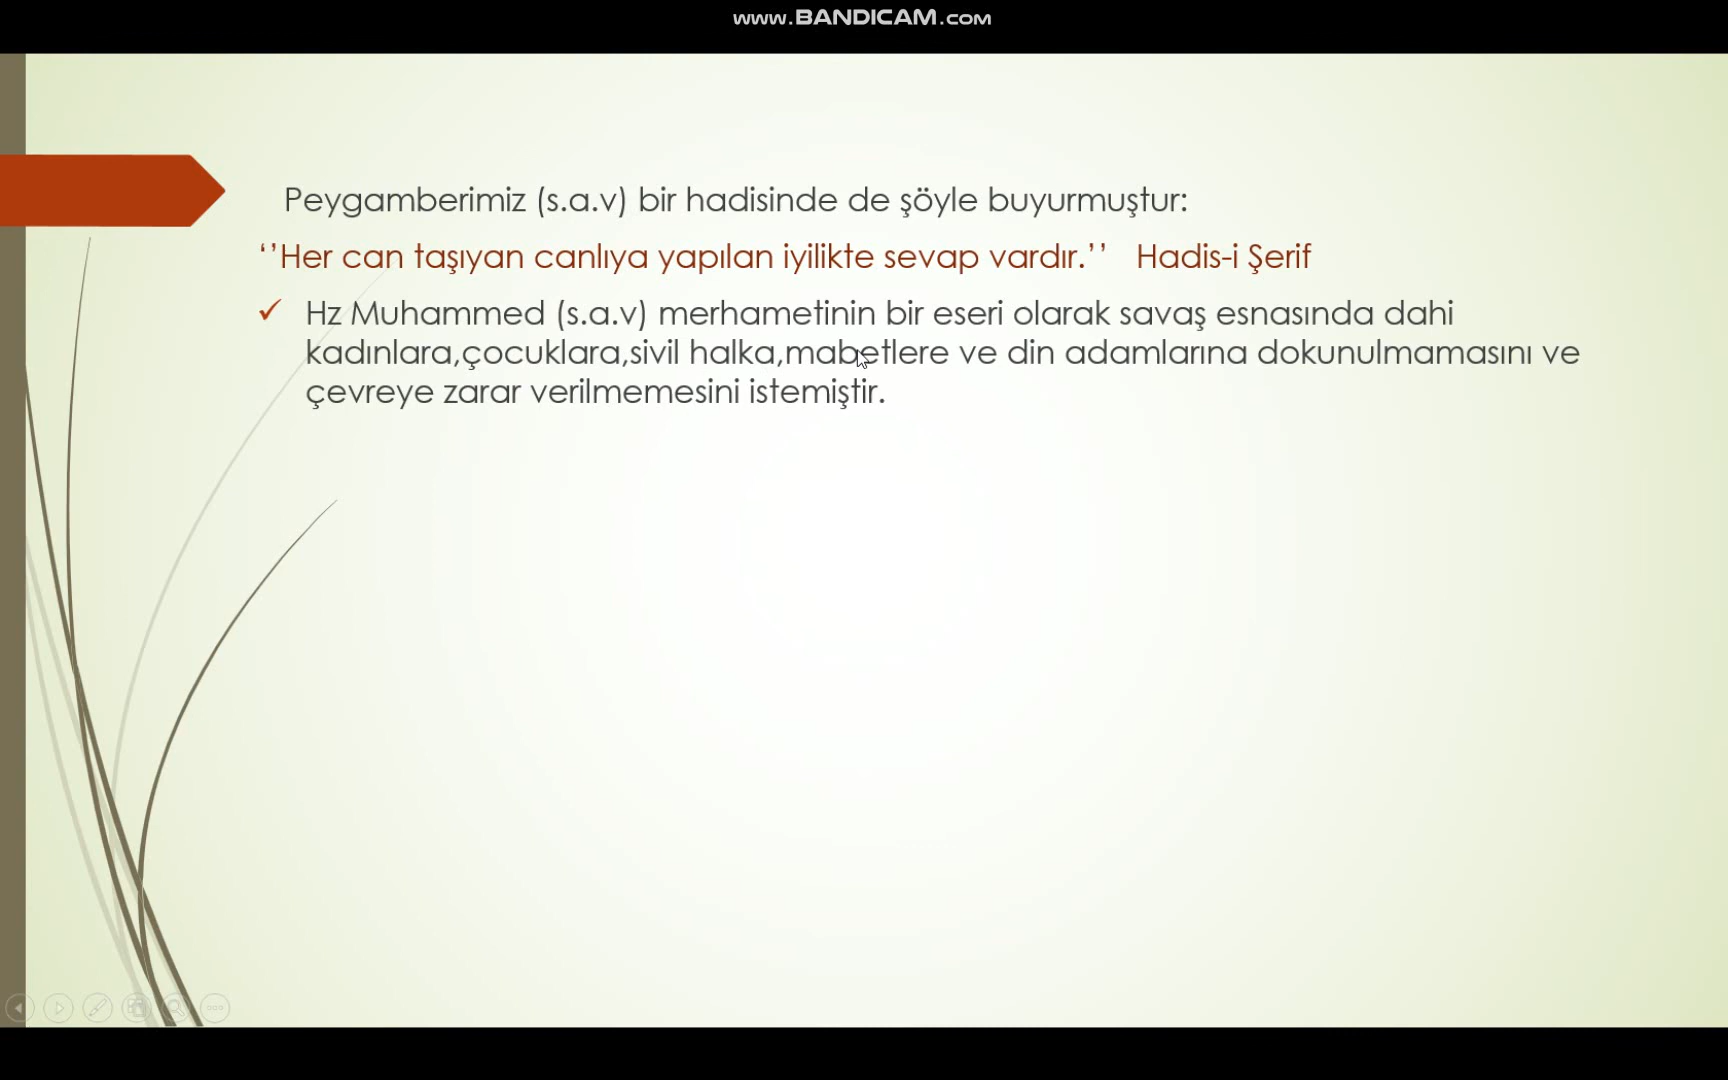 www.BANDICAM.com
Peygamberimiz (s.a.v) bir hadisinde de şöyle buyurmuştur:
‘’Her can taşıyan canlıya yapılan iyilikte sevap vardır.’’ Hadis-i Şerif
Hz Muhammed (s.a.v) merhametinin bir eseri olarak savaş esnasında dahi
kadınlara,çocuklara,sivil halka,mabetlere ve din adamlarına dokunulmamasını ve
çevreye zarar verilmemesini istemiştir.